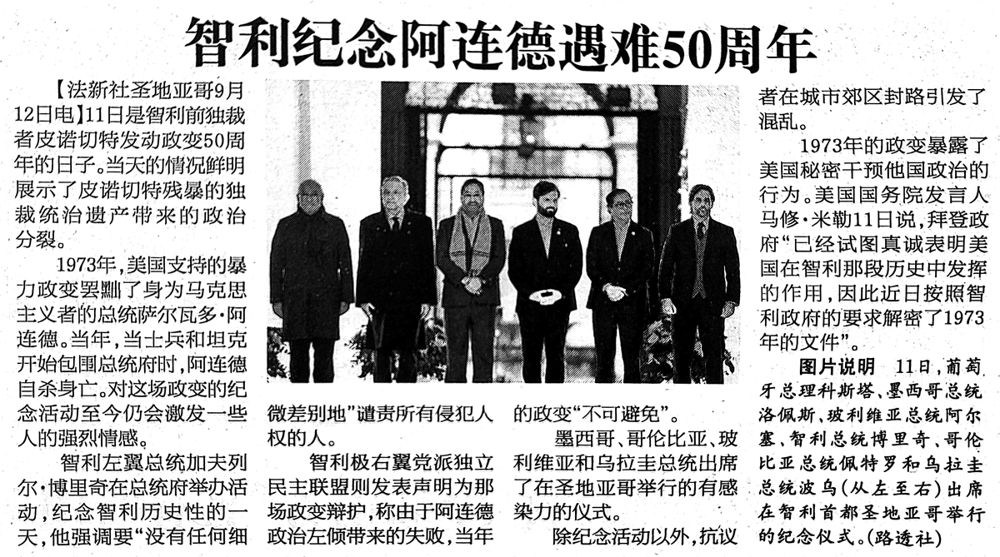 智利纪念阿连德遇难50周年
【法新社圣地亚哥9月
12日电】11日是智利前独裁
者皮诺切特发动政变50周
年的日子。当天的情况鲜明
展示了皮诺切特残暴的独
裁统治遗产带来的政治
分裂。
1973年,美国支持的暴
力政变罢黜了身为马克思
主义者的总统萨尔瓦多·阿
连德。当年,当士兵和坦克
开始包围总统府时,阿连德
自杀身亡。对这场政变的纪
念活动至今仍会激发一些
人的强烈情感。
智利左翼总统加夫列
尔·博里奇在总统府举办活
动,纪念智利历史性的一
天,他强调要“没有任何细
微差别地”谴责所有侵犯人
权的人。
智利极右翼党派独立
民主联盟则发表声明为那
场政变辩护,称由于阿连德
政治左倾带来的失败,当年
的政变“不可避免”。
墨西哥、哥伦比亚、玻
利维亚和乌拉圭总统出席
了在圣地亚哥举行的有感
染力的仪式。
除纪念活动以外,抗议
者在城市郊区封路引发了
混乱。
1973年的政变暴露了
美国秘密干预他国政治的
行为。美国国务院发言人
马修·米勒11日说,拜登政
府“已经试图真诚表明美
国在智利那段历史中发挥
的作用,因此近日按照智
利政府的要求解密了1973
年的文件”。
图片说明 11日,葡萄
牙总理科斯塔、墨西哥总统
洛佩斯、玻利维亚总统阿尔
塞、智利总统博里奇、哥伦
比亚总统佩特罗和乌拉圭
总统波乌(从左至右)出席
在智利首都圣地亚哥举行
的纪念仪式。(路透社)